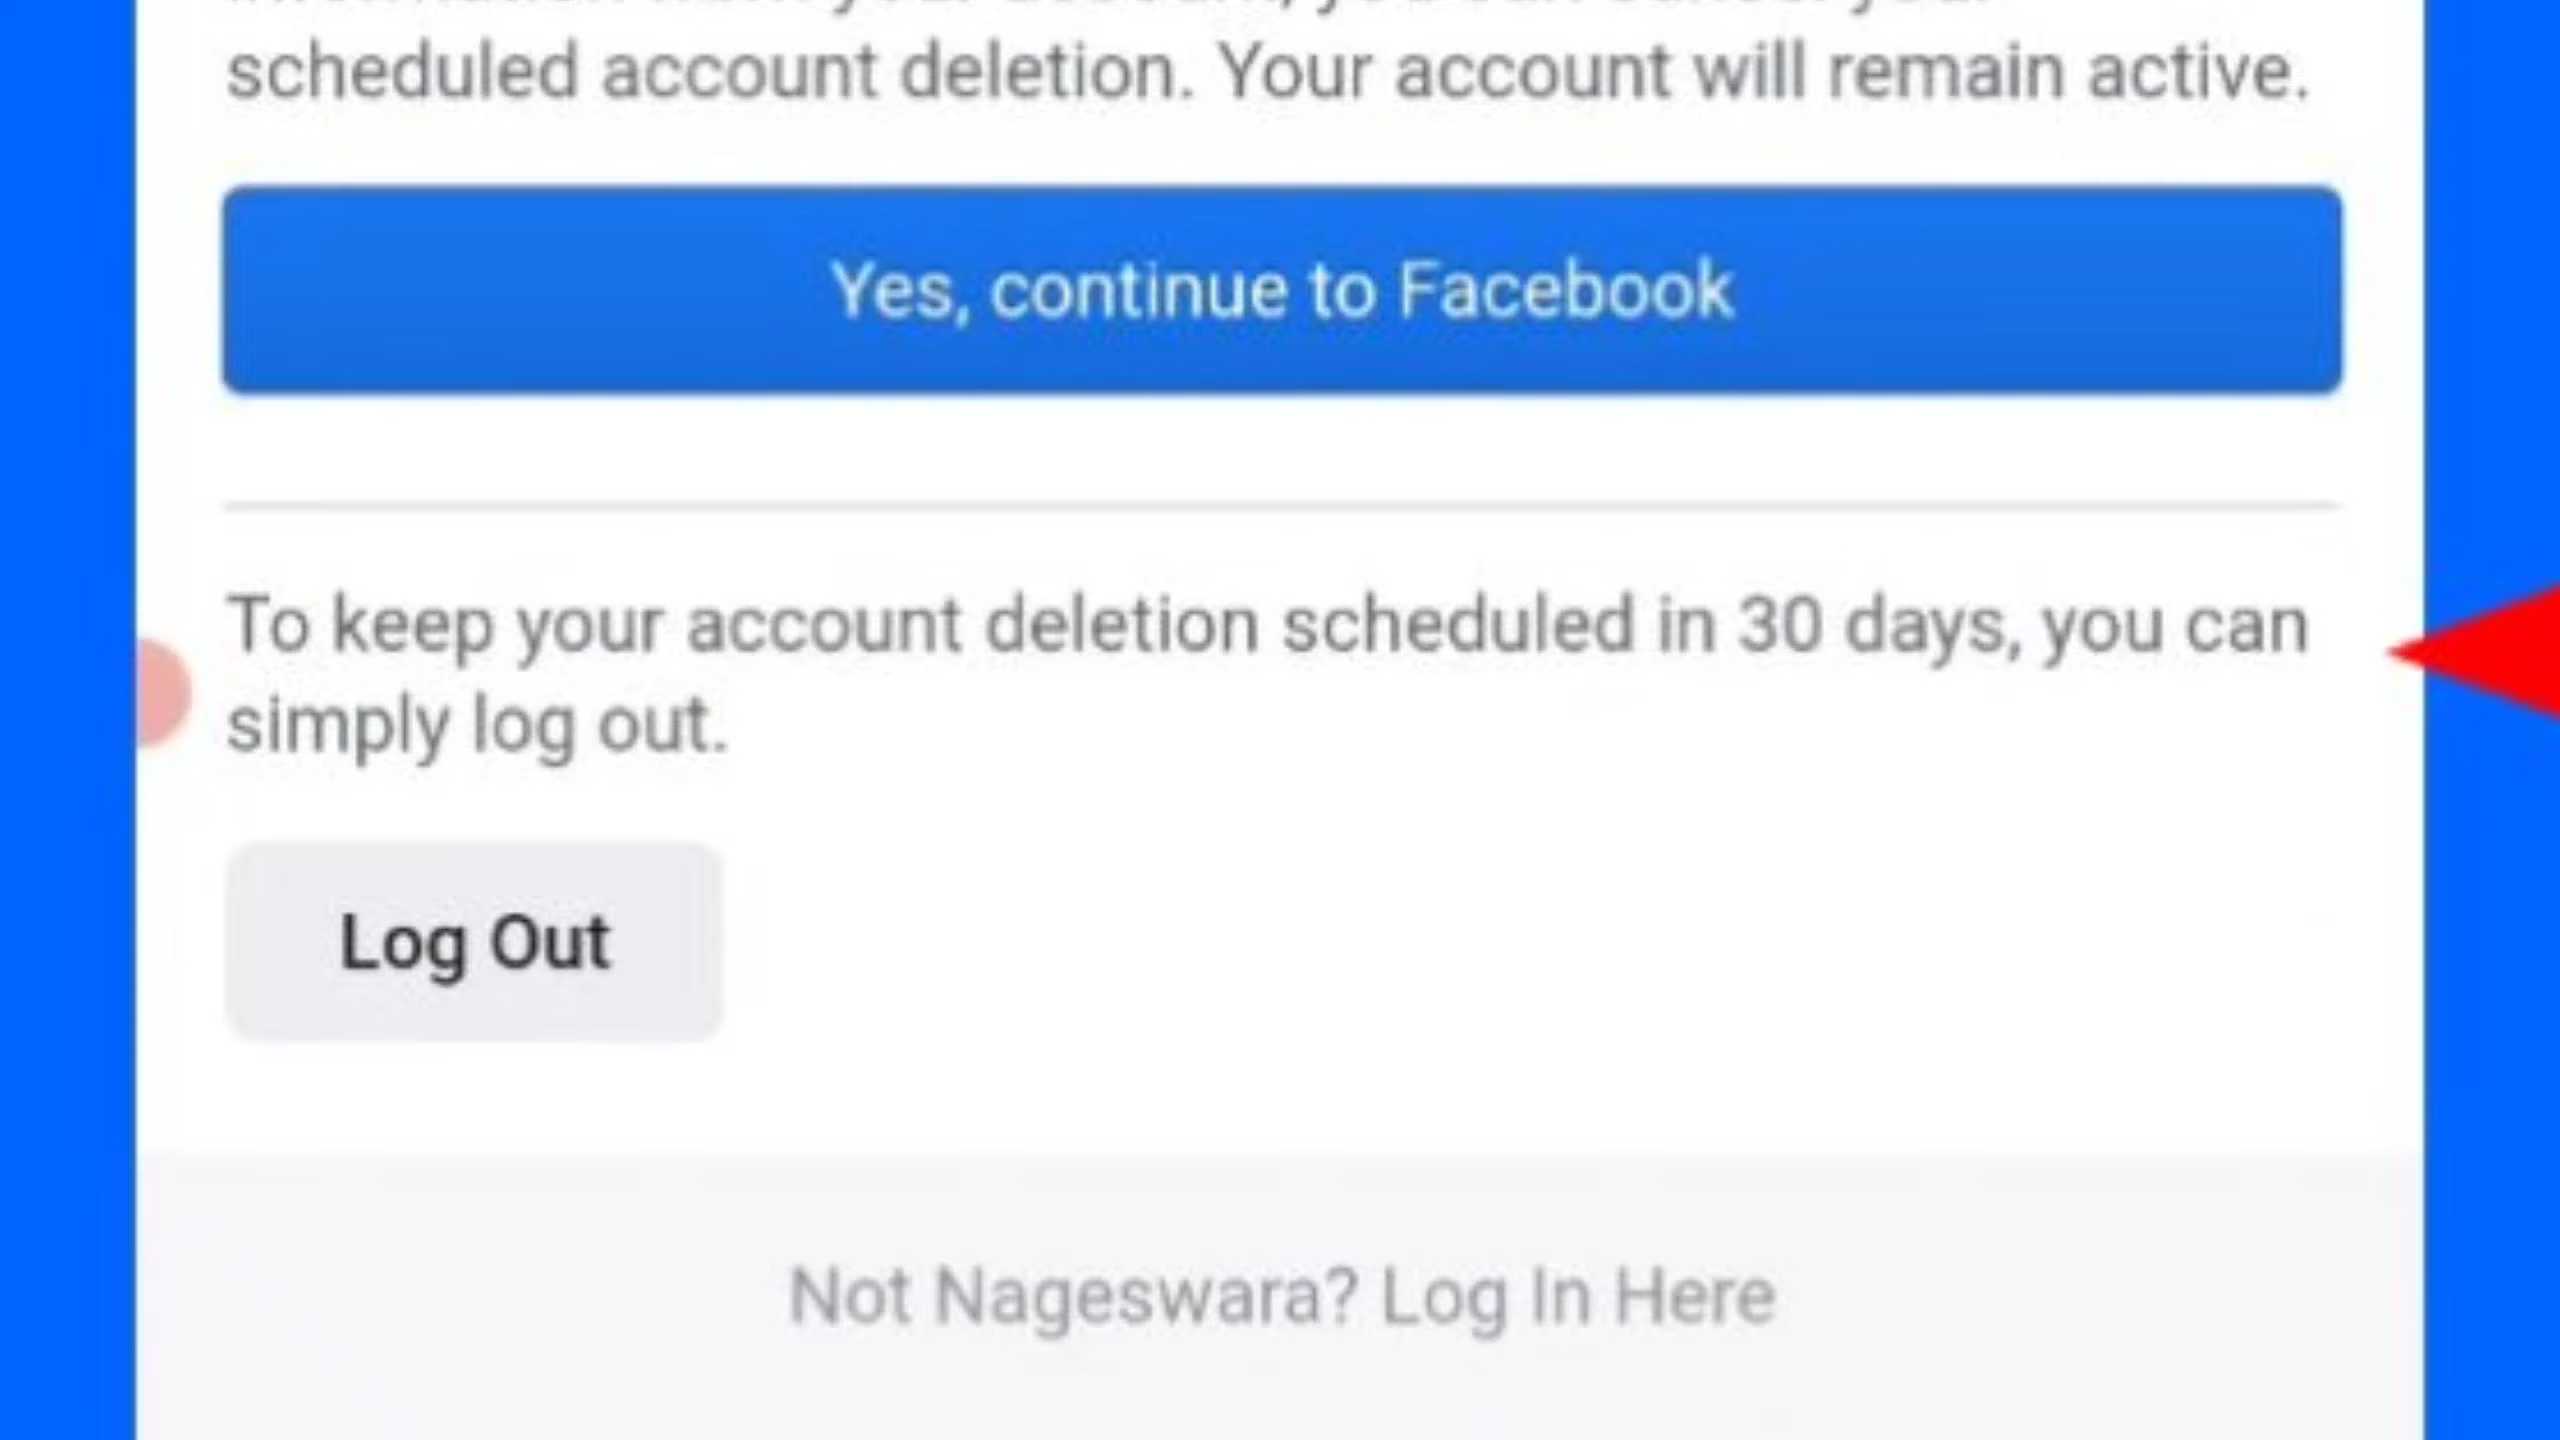 scheduled account deletion. Your account will remain active.
Yes, continue to Facebook
To keep your account deletion scheduled in 30 days, you can
simply log out.
Log Out
Not Nageswara? Log In Here